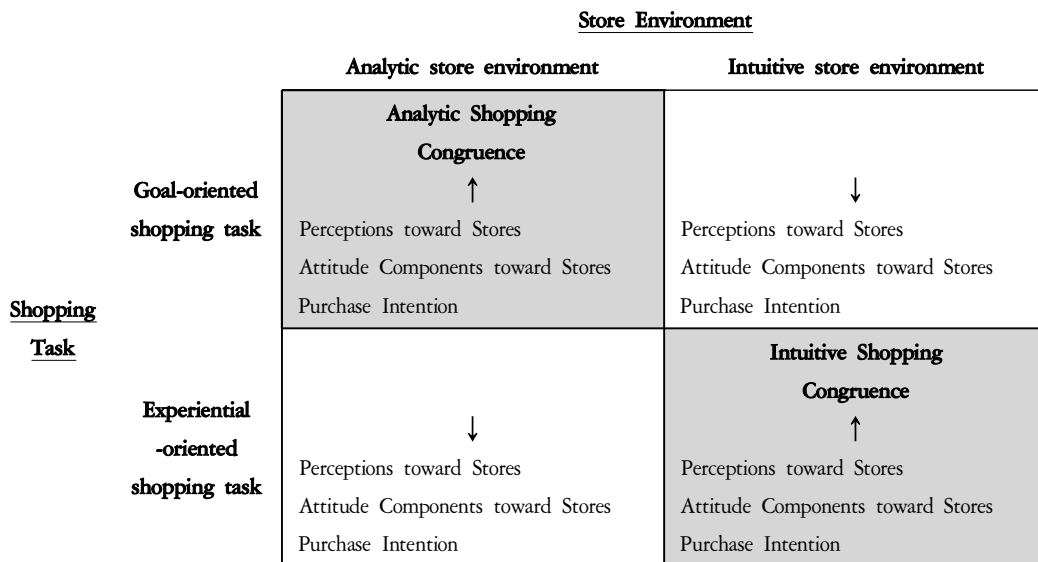 Store Environment
Analytic store environment
Intuitive store environment
Shopping
Task
Goal-oriented
shopping task
Analytic Shopping
Congruence
↑
Perceptions toward Stores
Attitude Components toward Stores
Purchase Intention
↓
Perceptions toward Stores
Attitude Components toward Stores
Purchase Intention
Experiential
-oriented
shopping task
↓
Perceptions toward Stores
Attitude Components toward Stores
Purchase Intention
Intuitive Shopping
Congruence
↑
Perceptions toward Stores
Attitude Components toward Stores
Purchase Intention